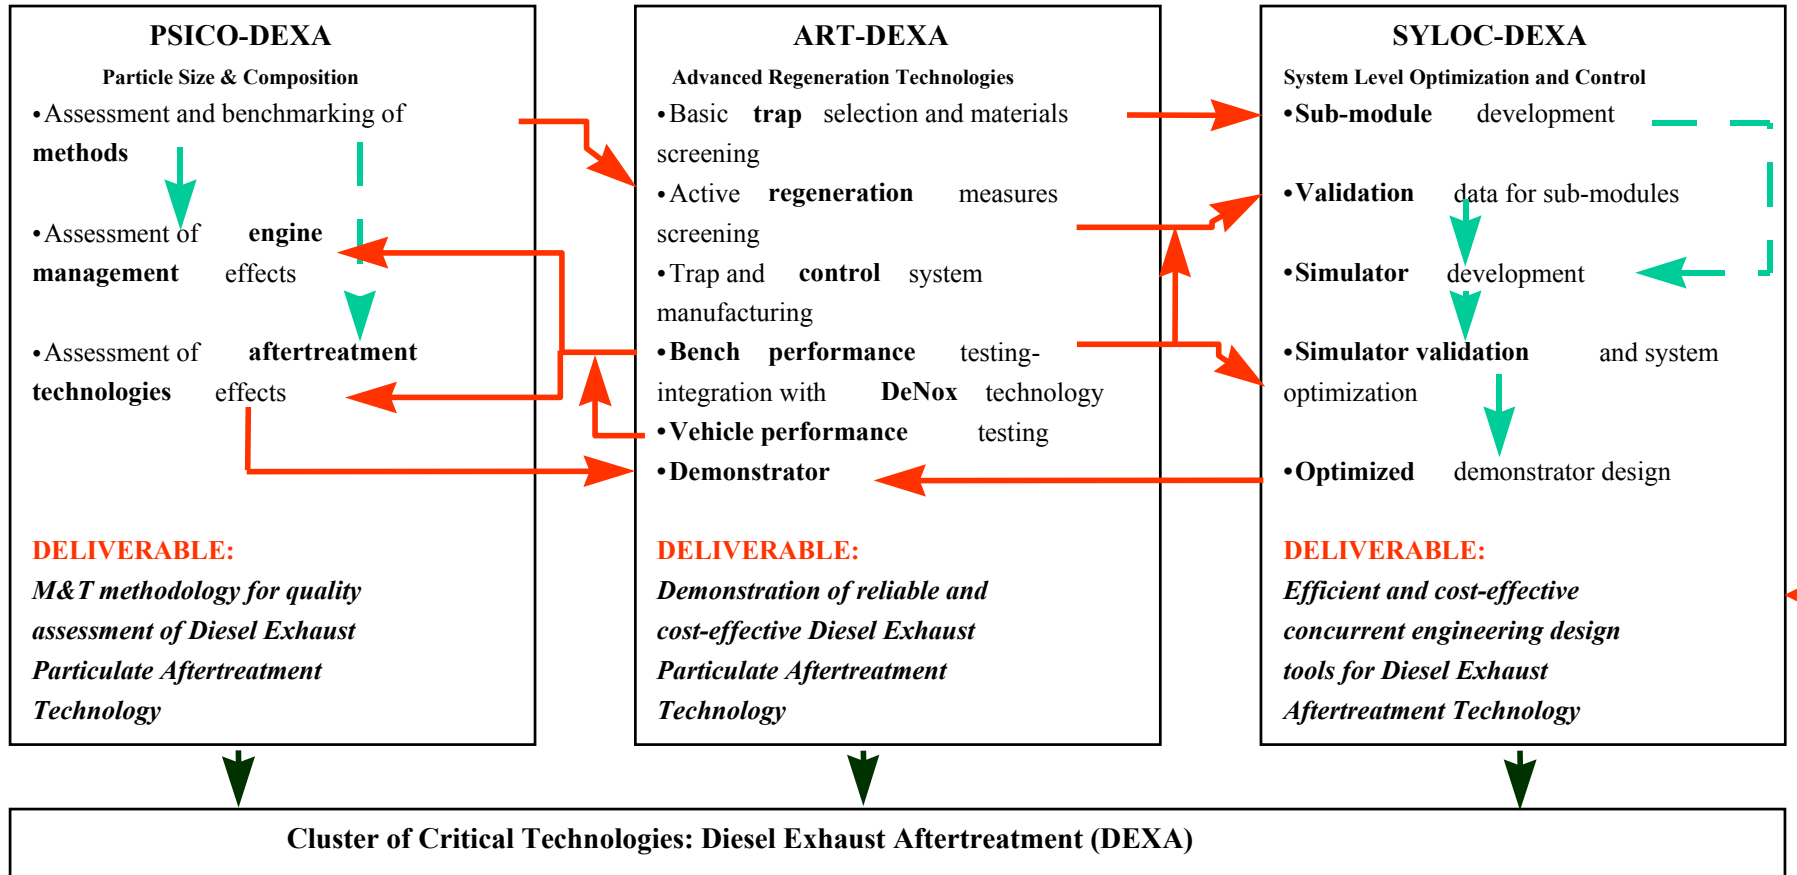 PSICO-DEXA
Particle Size & Composition
•Assessment and benchmarking of
methods
•Assessment of engine
management effects
•Assessment of aftertreatment
technologies effects
DELIVERABLE:
M&T methodology for quality
assessment of Diesel Exhaust
Particulate Aftertreatment
Technology
ART-DEXA
Advanced Regeneration Technologies
•Basic trap selection and materials
screening
•Active regeneration measures
screening
•Trap and control system
manufacturing
•Bench performance testing-
integration with DeNox technology
•Vehicle performance testing
•Demonstrator
DELIVERABLE:
Demonstration of reliable and
cost-effective Diesel Exhaust
Particulate Aftertreatment
Technology
SYLOC-DEXA
System Level Optimization and Control
•Sub-module development
•Validation data for sub-modules
•Simulator development
•Simulator validation and system
optimization
•Optimized demonstrator design
DELIVERABLE:
Efficient and cost-effective
concurrent engineering design
tools for Diesel Exhaust
Aftertreatment Technology
Cluster of Critical Technologies: Diesel Exhaust Aftertreatment (DEXA)